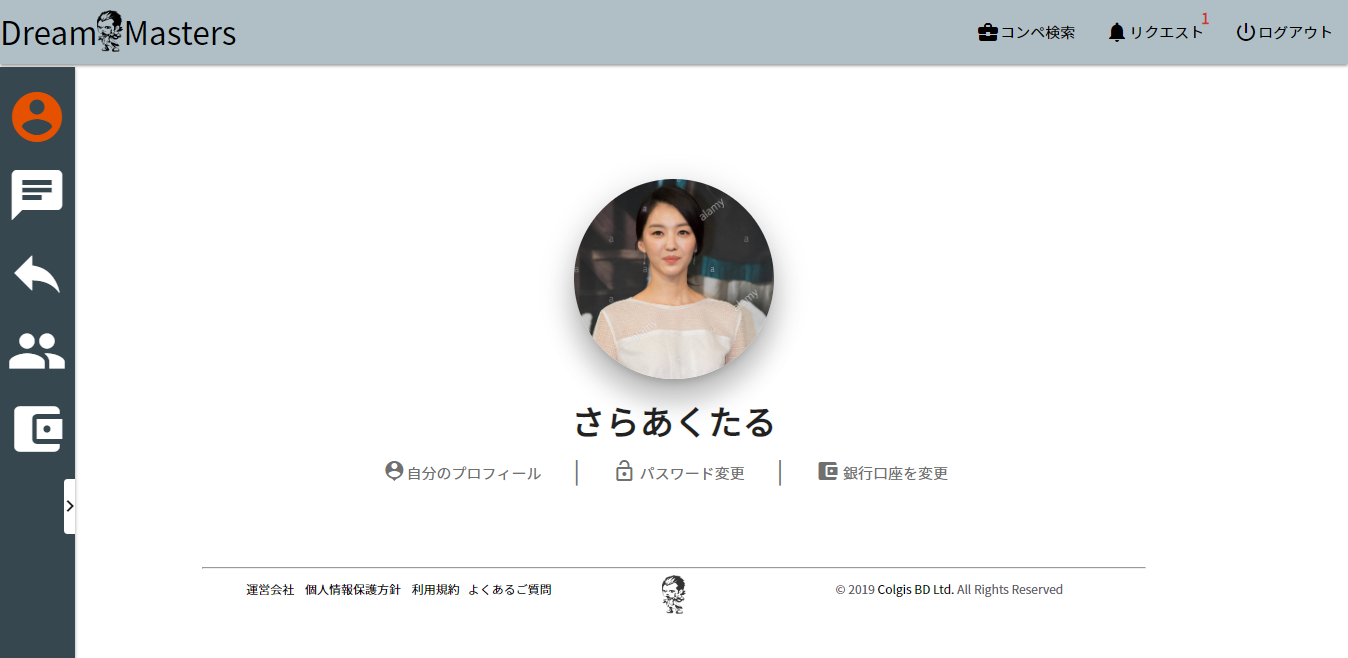 Dream Masters
コンペ検索 リクエスト 1 ログアウト
alamy
a
a a
a a a
alamy
a
さらあくたる
自分のプロフィール | パスワード変更 | 銀行口座を変更
運営会社 個人情報保護方針 利用規約 よくあるご質問 © 2019 Colgis BD Ltd. All Rights Reserved